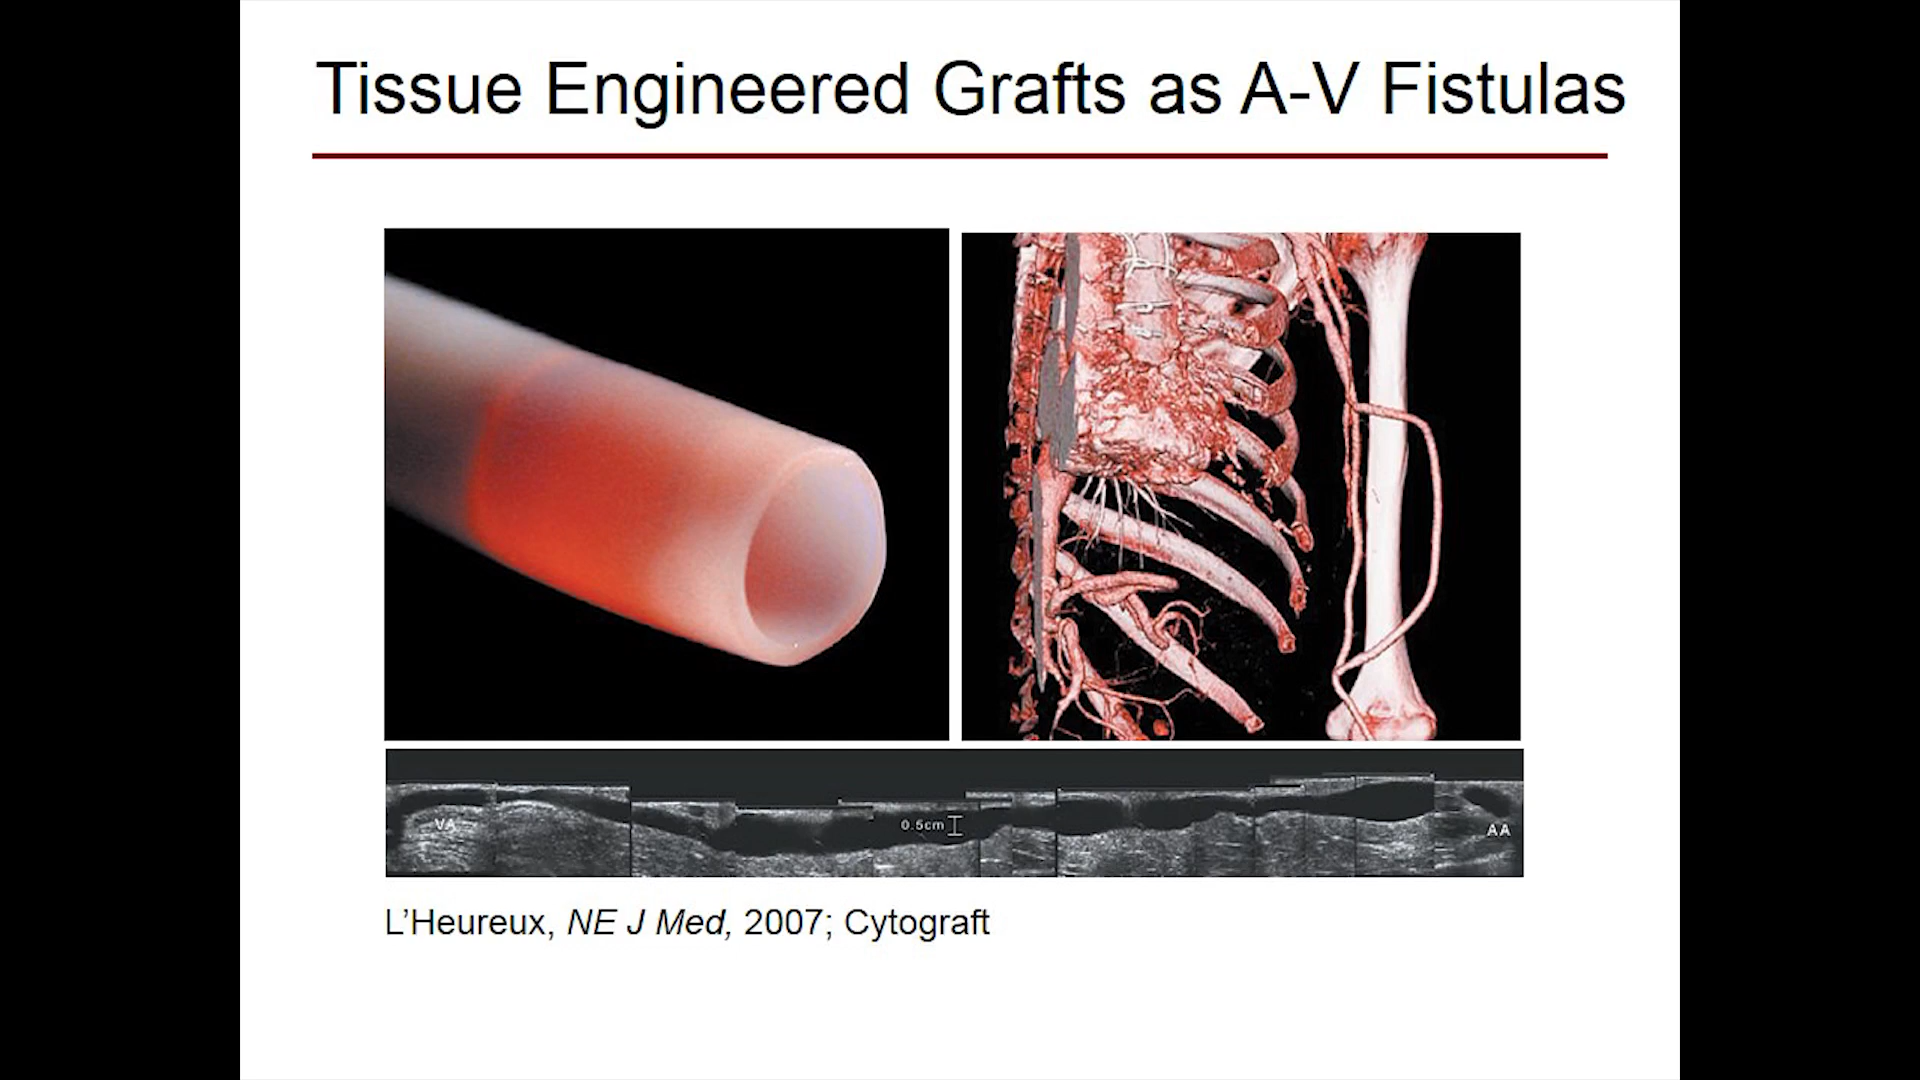 Tissue Engineered Grafts as A-V Fistulas
VA
0.5cm
AA
L’Heureux, NE J Med, 2007; Cytograft